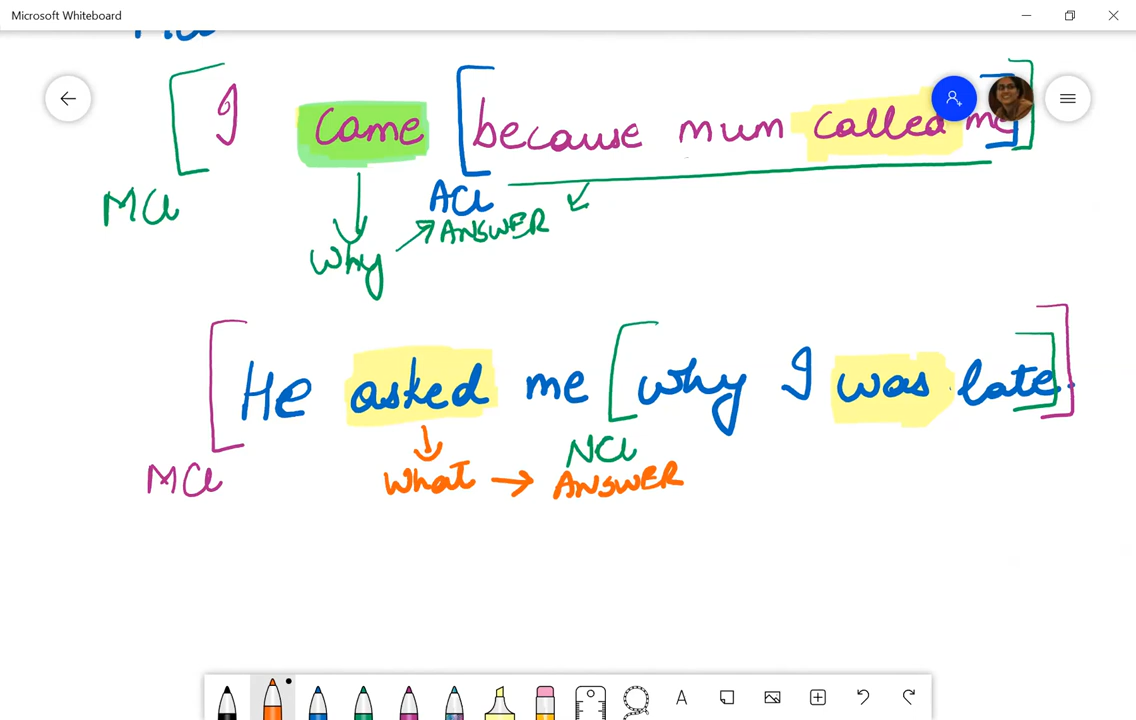 Microsoft Whiteboard
MCl
I came because mum called me
MCl
ACl
ANSWER
Why
He asked me why I was late.
NCl
MCl
What → ANSWER